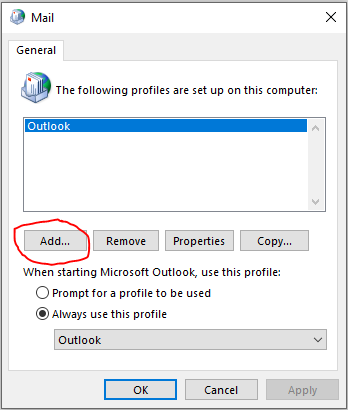 Mail
General
The following profiles are set up on this computer:
Outlook
Add... Remove Properties Copy...
When starting Microsoft Outlook, use this profile:
Prompt for a profile to be used
Always use this profile
Outlook
OK Cancel Apply